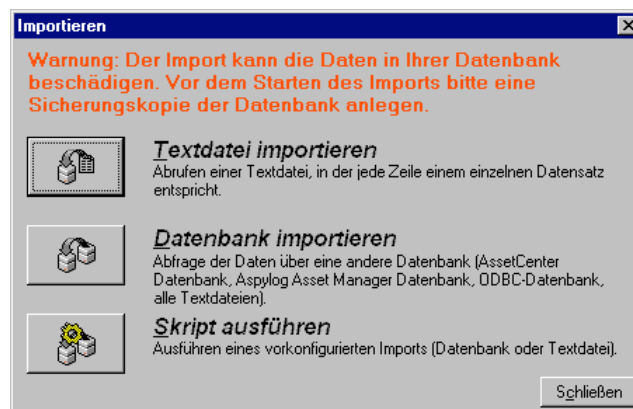 Importieren
Warnung: Der Import kann die Daten in Ihrer Datenbank
beschädigen. Vor dem Starten des Imports bitte eine
Sicherungskopie der Datenbank anlegen.
Textdatei importieren
Abrufen einer Textdatei, in der jede Zeile einem einzelnen Datensatz
entspricht.
Datenbank importieren
Abfrage der Daten über eine andere Datenbank (AssetCenter
Datenbank, Aspylog Asset Manager Datenbank, ODBC-Datenbank,
alle Textdateien).
Skript ausführen
Ausführen eines vorkonfigurierten Imports (Datenbank oder Textdatei).
Schließen